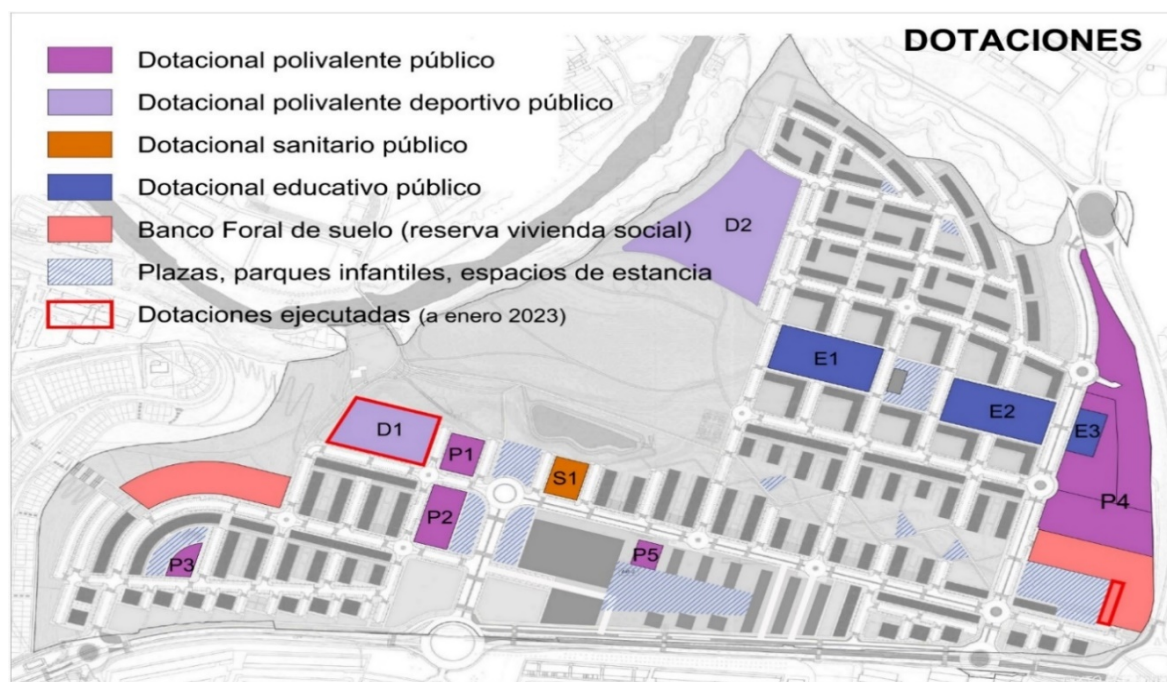 DOTACIONES
Dotacional polivalente público
Dotacional polivalente deportivo público
Dotacional sanitario público
Dotacional educativo público
Banco Foral de suelo (reserva vivienda social)
Plazas, parques infantiles, espacios de estancia
Dotaciones ejecutadas (a enero 2023)
D2
E1
E2
E3
D1
P1
S1
P4
P2
P5
P3